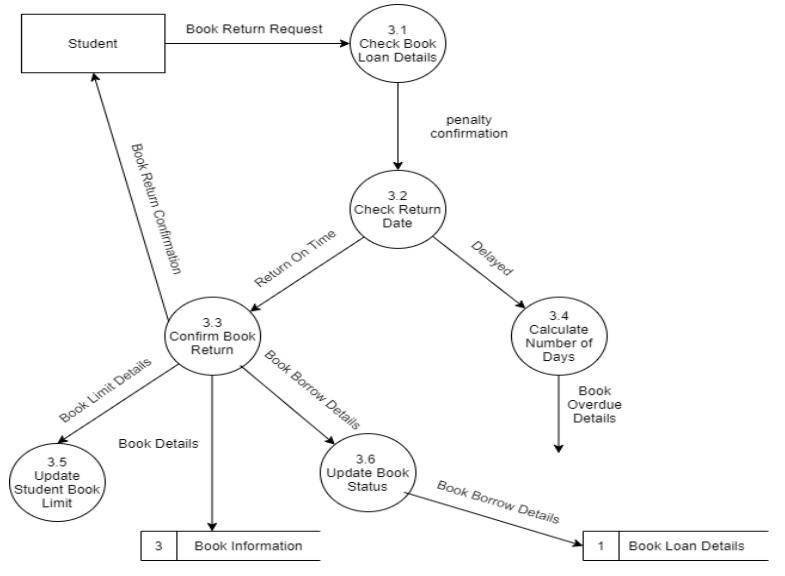 Student
Book Return Request
3.1
Check Book
Loan Details
penalty
confirmation
Book Return Confirmation
3.2
Check Return
Date
Return On Time
Delayed
3.3
Confirm Book
Return
3.4
Calculate
Number of
Days
Book Limit Details
Book Borrow Details
Book
Overdue
Details
Book Details
3.5
Update
Student Book
Limit
3.6
Update Book
Status
Book Borrow Details
3 Book Information
1 Book Loan Details